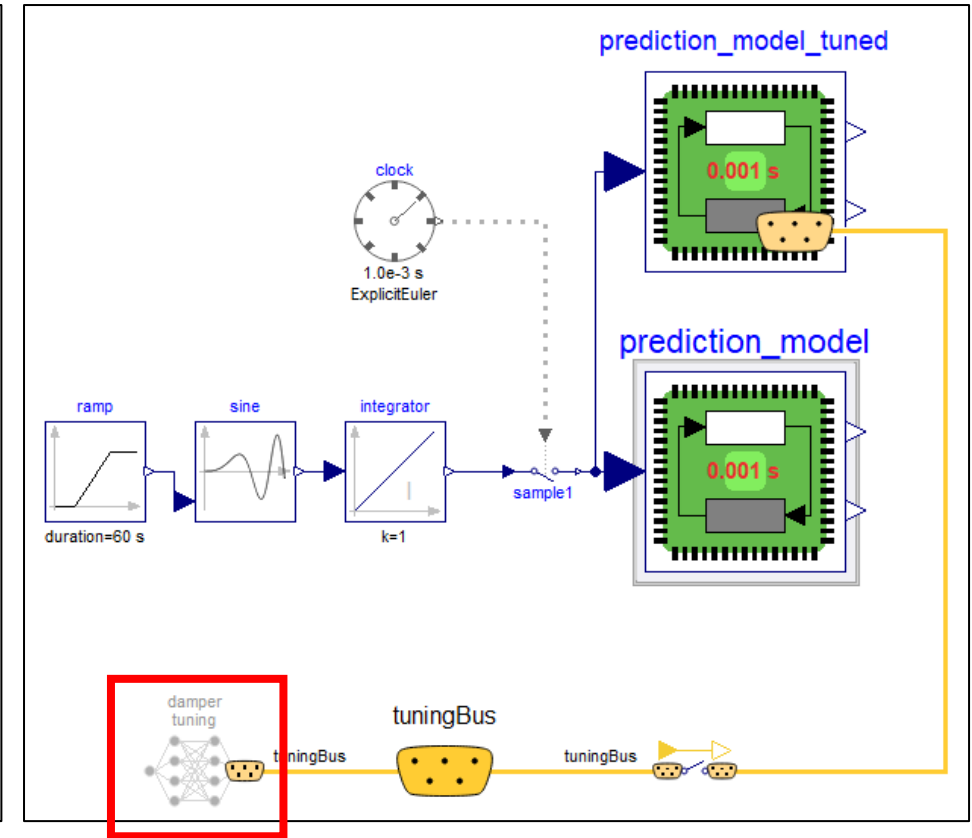 prediction_model_tuned
0.001 s
clock
1.0e-3 s
ExplicitEuler
prediction_model
0.001 s
ramp
sine
integrator
I
sample1
duration=60 s
k=1
damper
tuning
tuningBus
tuningBus
tuningBus